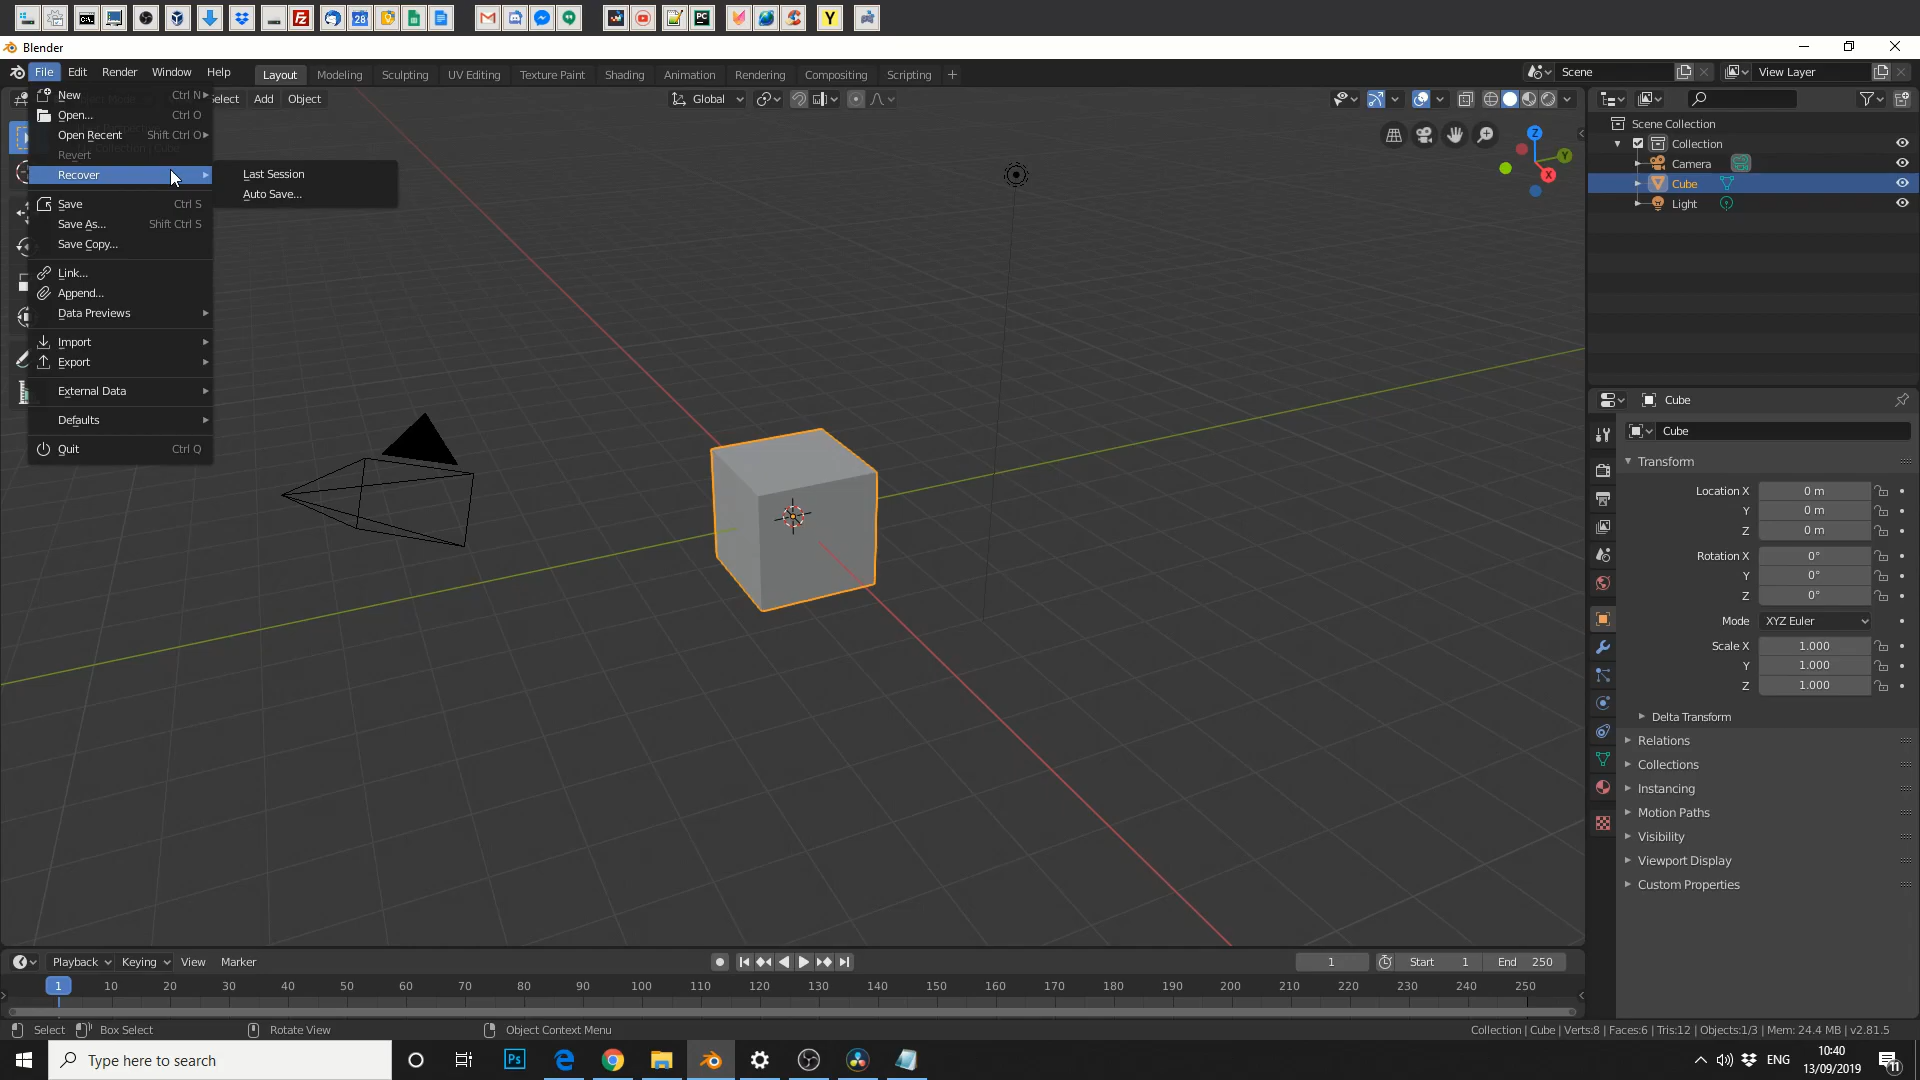 Blender
File Edit Render Window Help Layout Modeling Sculpting UV Editing Texture Paint Shading Animation Rendering Compositing Scripting + Scene View Layer
New Ctrl N
Select Add Object Global
Open... Ctrl O
Open Recent Shift Ctrl O
Revert
Recover
Last Session
Auto Save...
Save Ctrl S
Save As... Shift Ctrl S
Save Copy...
Link...
Append...
Data Previews
Import
Export
External Data
Defaults
Quit Ctrl Q
Z
Y
X
Scene Collection
Collection
Camera
Cube
Light
Cube
Cube
Transform
Location X 0 m
Y 0 m
Z 0 m
Rotation X 0°
Y 0°
Z 0°
Mode XYZ Euler
Scale X 1.000
Y 1.000
Z 1.000
Delta Transform
Relations
Collections
Instancing
Motion Paths
Visibility
Viewport Display
Custom Properties
Playback Keying View Marker 1 Start 1 End 250
1 10 20 30 40 50 60 70 80 90 100 110 120 130 140 150 160 170 180 190 200 210 220 230 240 250
Select Box Select Rotate View Object Context Menu Collection | Cube | Verts:8 | Faces:6 | Tris:12 | Objects:1/3 | Mem: 24.4 MB | v2.81.5
Type here to search Ps ENG 10:40
13/09/2019 11